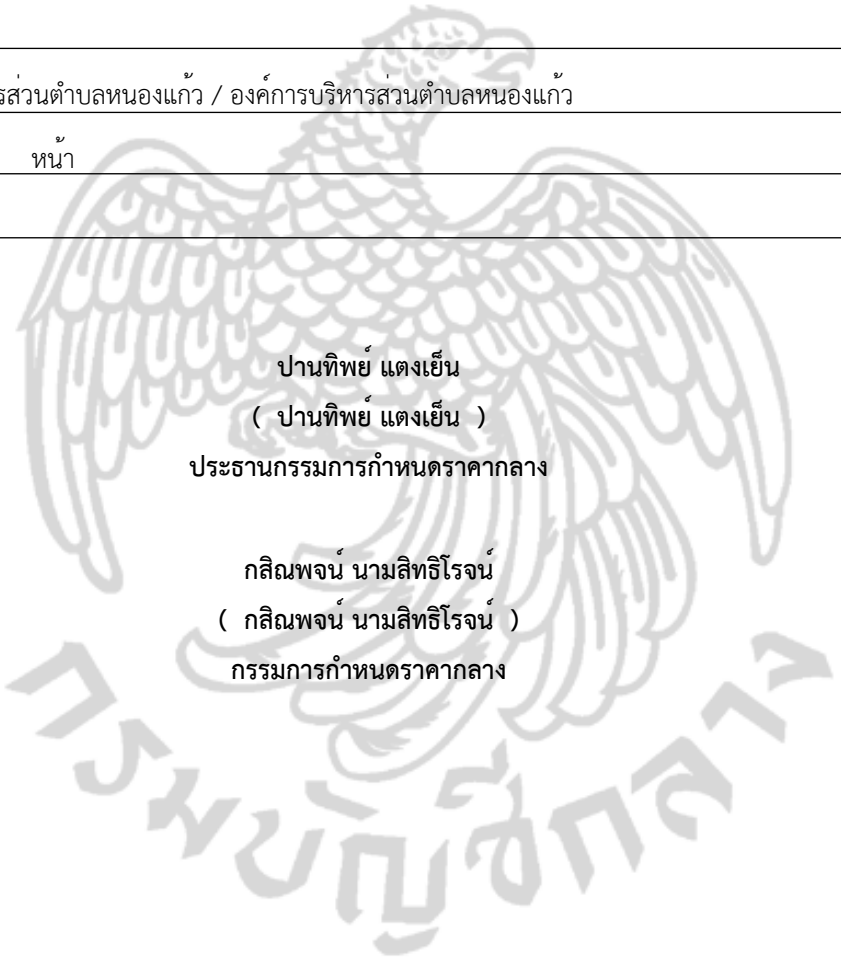 รส่วนตำบลหนองแก้ว / องค์การบริหารส่วนตำบลหนองแก้ว
หน้า
ปานทิพย์ แตงเย็น
( ปานทิพย์ แตงเย็น )
ประธานกรรมการกำหนดราคากลาง
กสิณพจน์ นามสิทธิโรจน์
( กสิณพจน์ นามสิทธิโรจน์ )
กรรมการกำหนดราคากลาง
กรมบัญชีกลาง